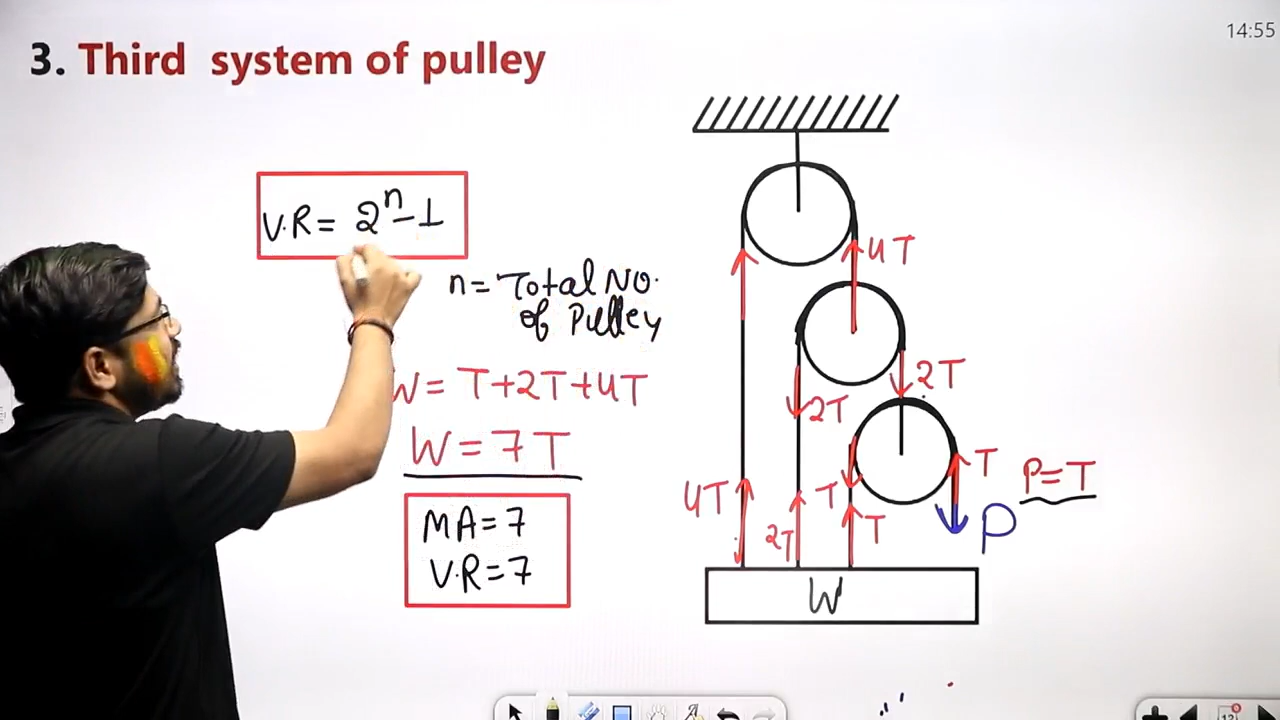 14:55
3. Third system of pulley
V.R = 2ⁿ-1
n = Total No.
of Pulley
W = T+2T+4T
W = 7T
MA = 7
V.R = 7
4T
2T
2T
T
P=T
T
4T
2T
T
P
W